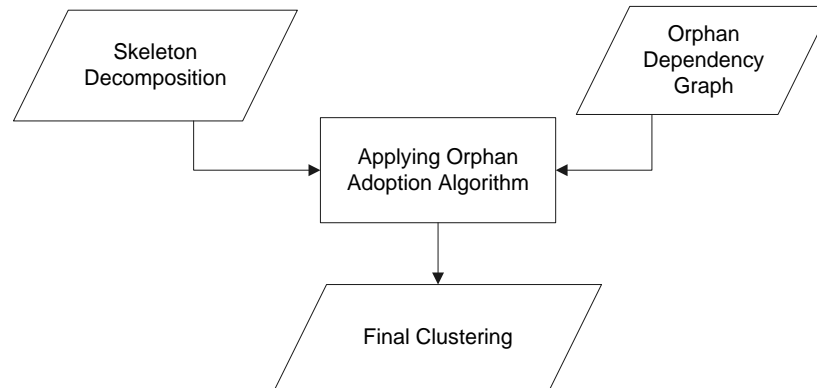 Skeleton
Decomposition
Orphan
Dependency
Graph
Applying Orphan
Adoption Algorithm
Final Clustering